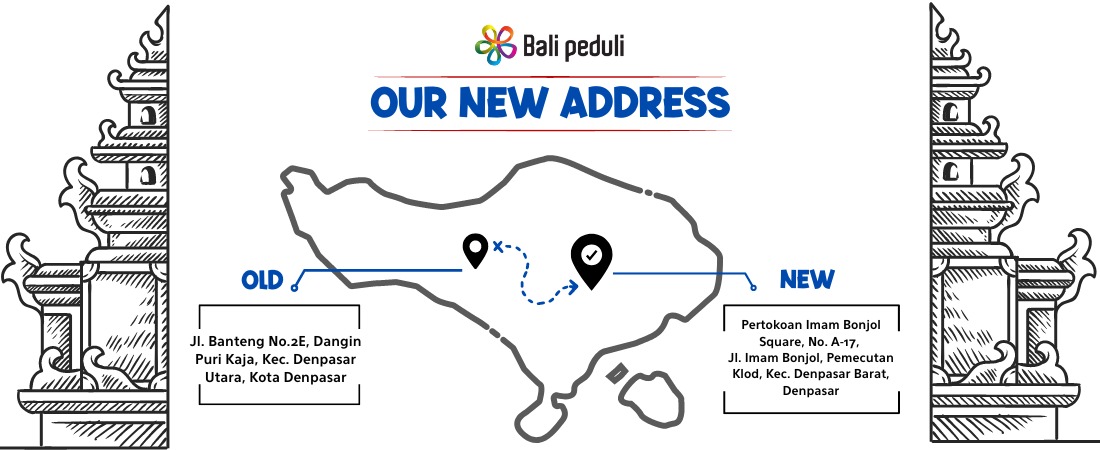 Bali peduli
OUR NEW ADDRESS
OLD
Jl. Banteng No.2E, Dangin
Puri Kaja, Kec. Denpasar
Utara, Kota Denpasar
NEW
Pertokoan Imam Bonjol
Square, No. A-17,
Jl. Imam Bonjol, Pemecutan
Klod, Kec. Denpasar Barat,
Denpasar